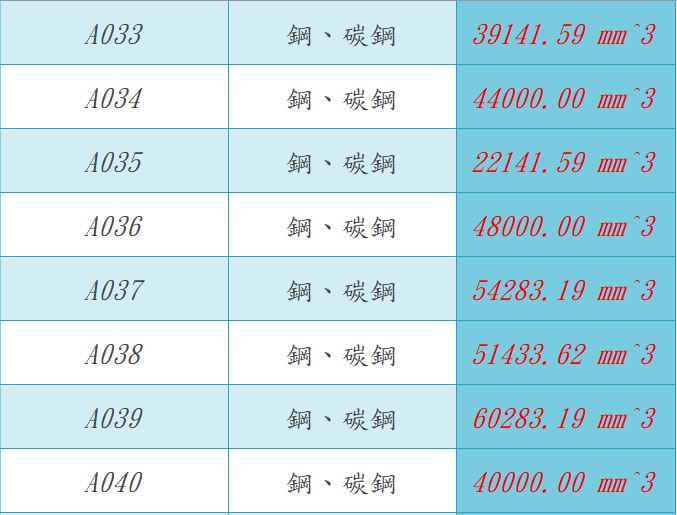 A033 鋼、碳鋼 39141.59 mm^3
A034 鋼、碳鋼 44000.00 mm^3
A035 鋼、碳鋼 22141.59 mm^3
A036 鋼、碳鋼 48000.00 mm^3
A037 鋼、碳鋼 54283.19 mm^3
A038 鋼、碳鋼 51433.62 mm^3
A039 鋼、碳鋼 60283.19 mm^3
A040 鋼、碳鋼 40000.00 mm^3